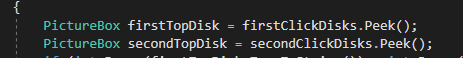 {
PictureBox firstTopDisk = firstClickDisks.Peek();
PictureBox secondTopDisk = secondClickDisks.Peek();